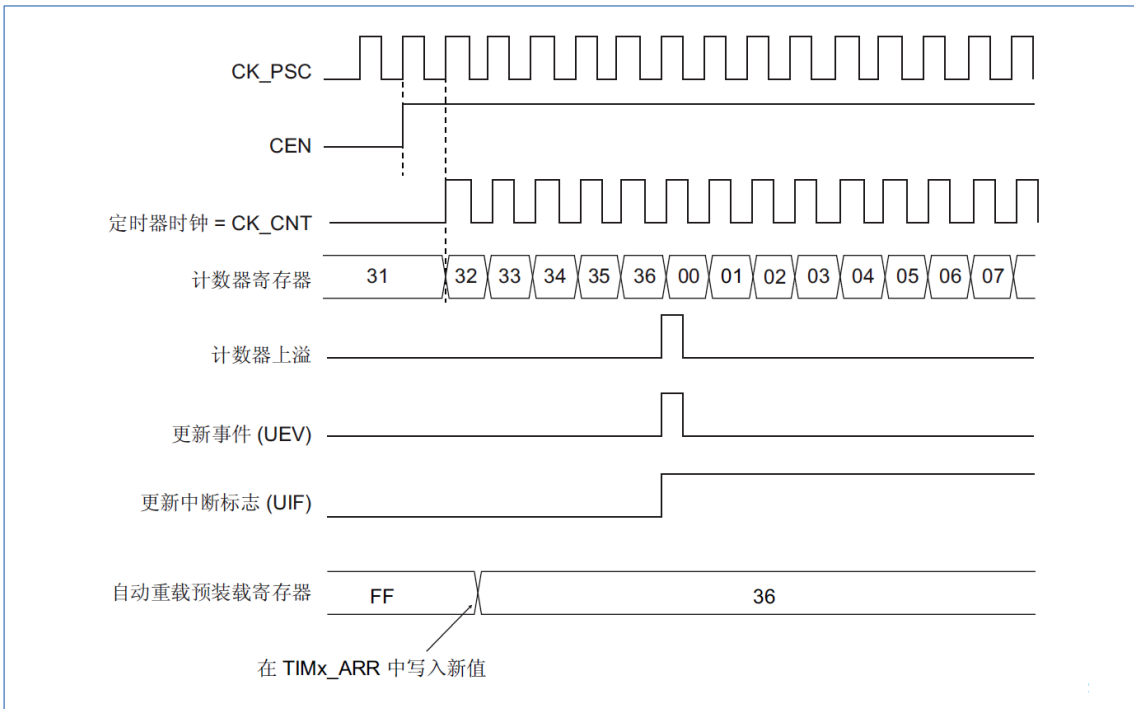 CK_PSC
CEN
定时器时钟 = CK_CNT
计数器寄存器 31 32 33 34 35 36 00 01 02 03 04 05 06 07
计数器上溢
更新事件 (UEV)
更新中断标志 (UIF)
自动重载预装载寄存器 FF 36
在 TIMx_ARR 中写入新值